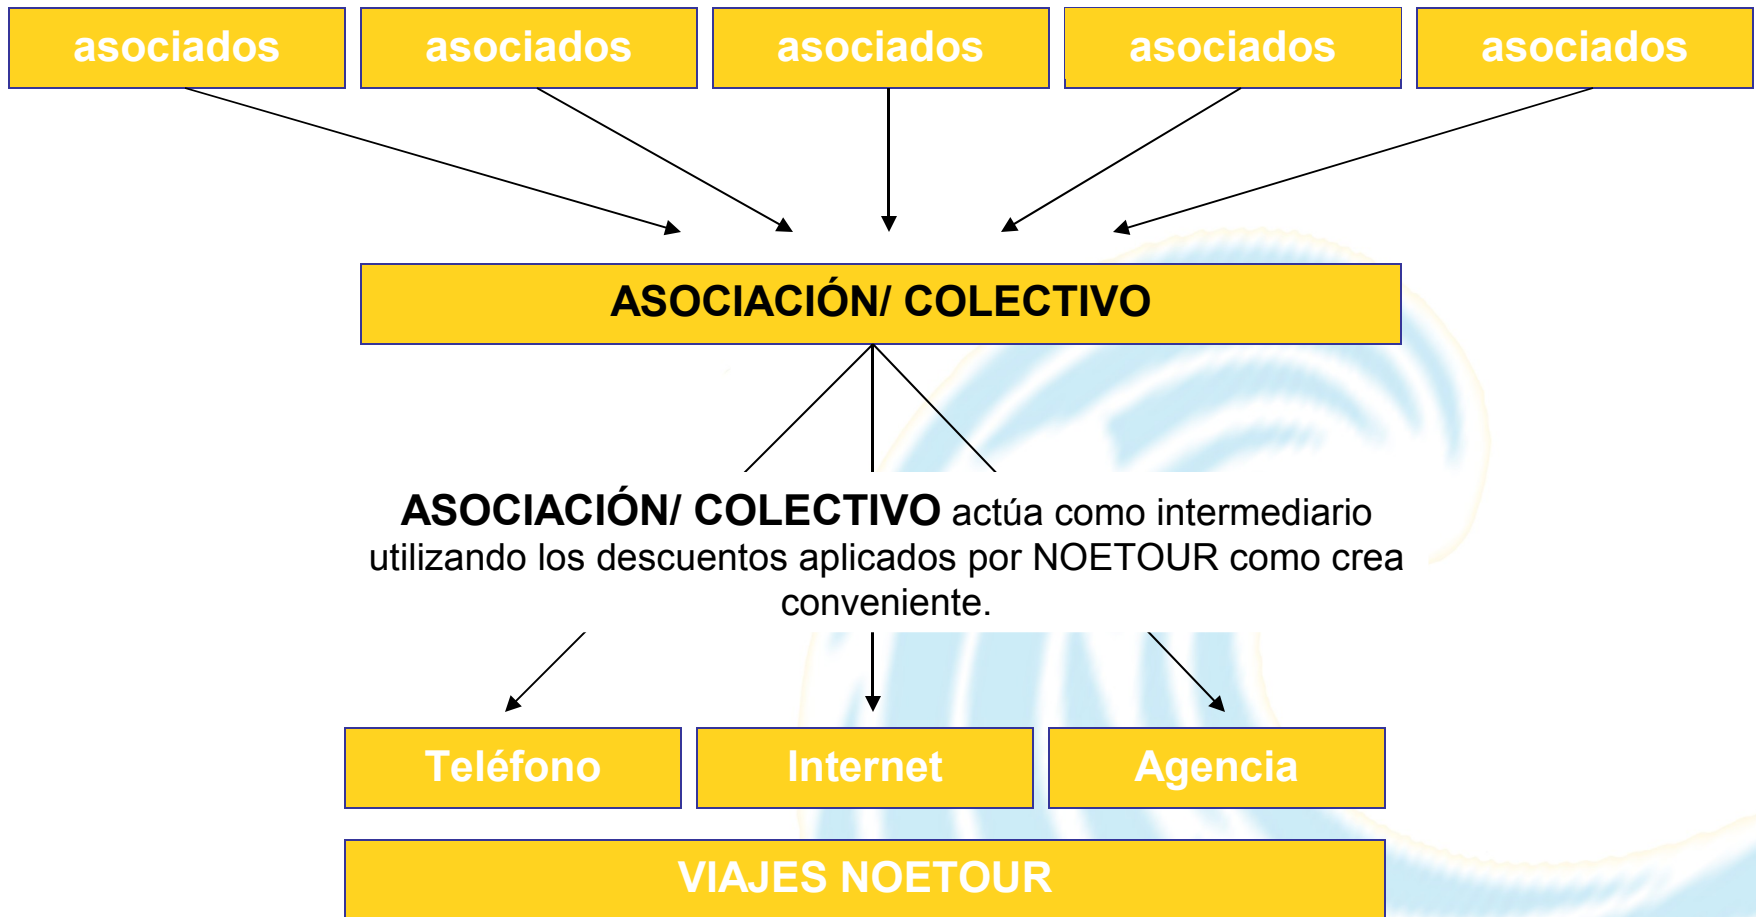 asociados asociados asociados asociados asociados
ASOCIACIÓN/ COLECTIVO
ASOCIACIÓN/ COLECTIVO actúa como intermediario
utilizando los descuentos aplicados por NOETOUR como crea
conveniente.
Teléfono Internet Agencia
VIAJES NOETOUR